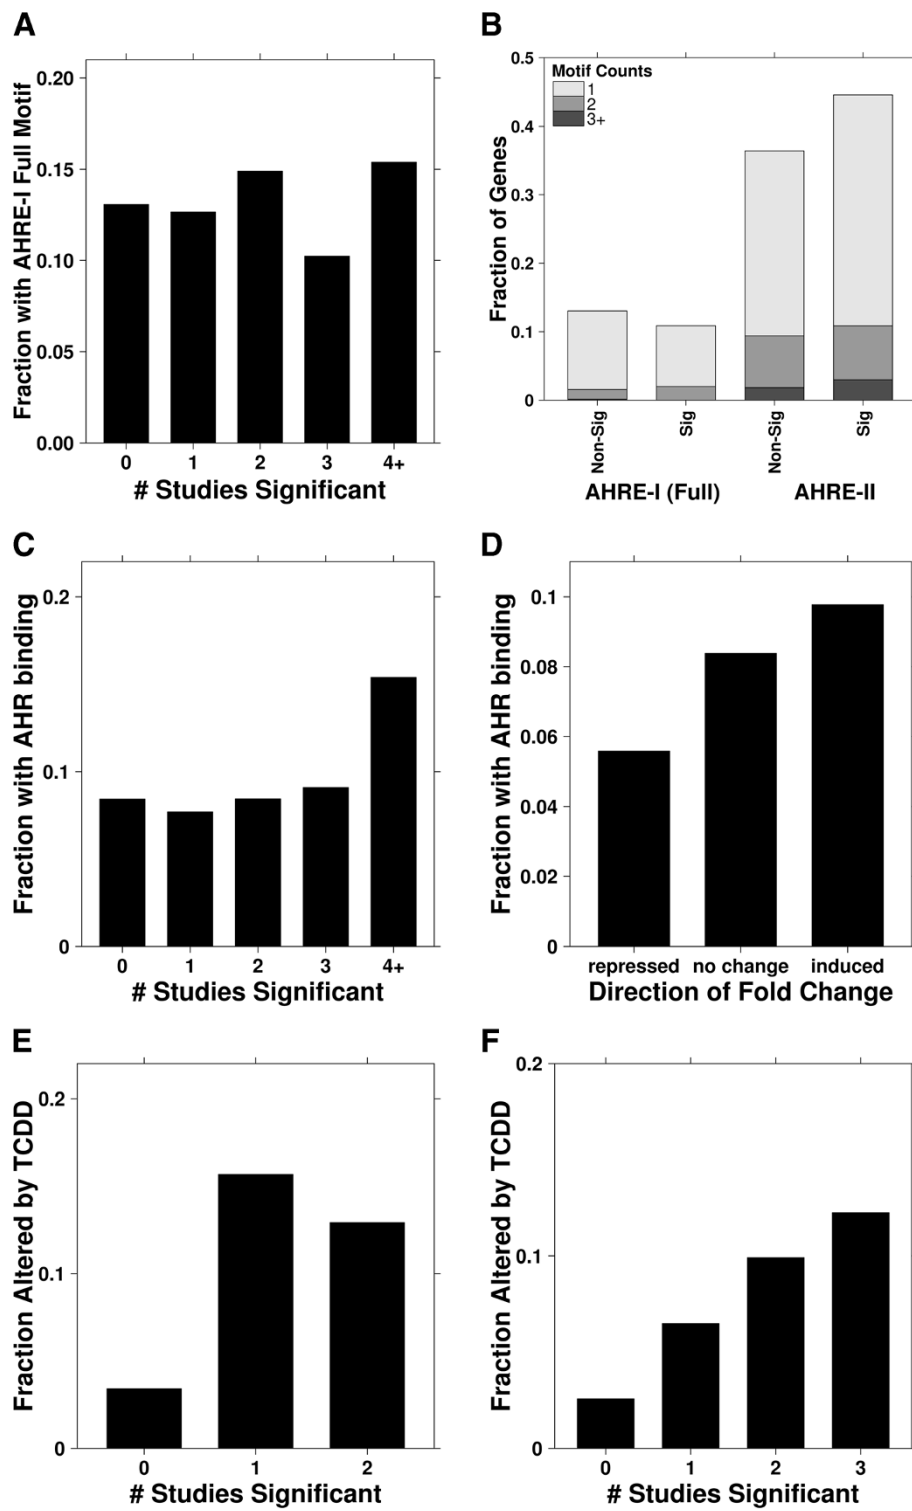 A
Fraction with AHRE-I Full Motif
0.20
0.15
0.10
0.05
0.00
0 1 2 3 4+
# Studies Significant
B
Fraction of Genes
0.5
0.4
0.3
0.2
0.1
0
Motif Counts
1
2
3+
Non-Sig Sig Non-Sig Sig
AHRE-I (Full) AHRE-II
C
Fraction with AHR binding
0.2
0.1
0
0 1 2 3 4+
# Studies Significant
D
Fraction with AHR binding
0.1
0.08
0.06
0.04
0.02
0
repressed no change induced
Direction of Fold Change
E
Fraction Altered by TCDD
0.2
0.1
0
0 1 2
# Studies Significant
F
Fraction Altered by TCDD
0.2
0.1
0
0 1 2 3
# Studies Significant